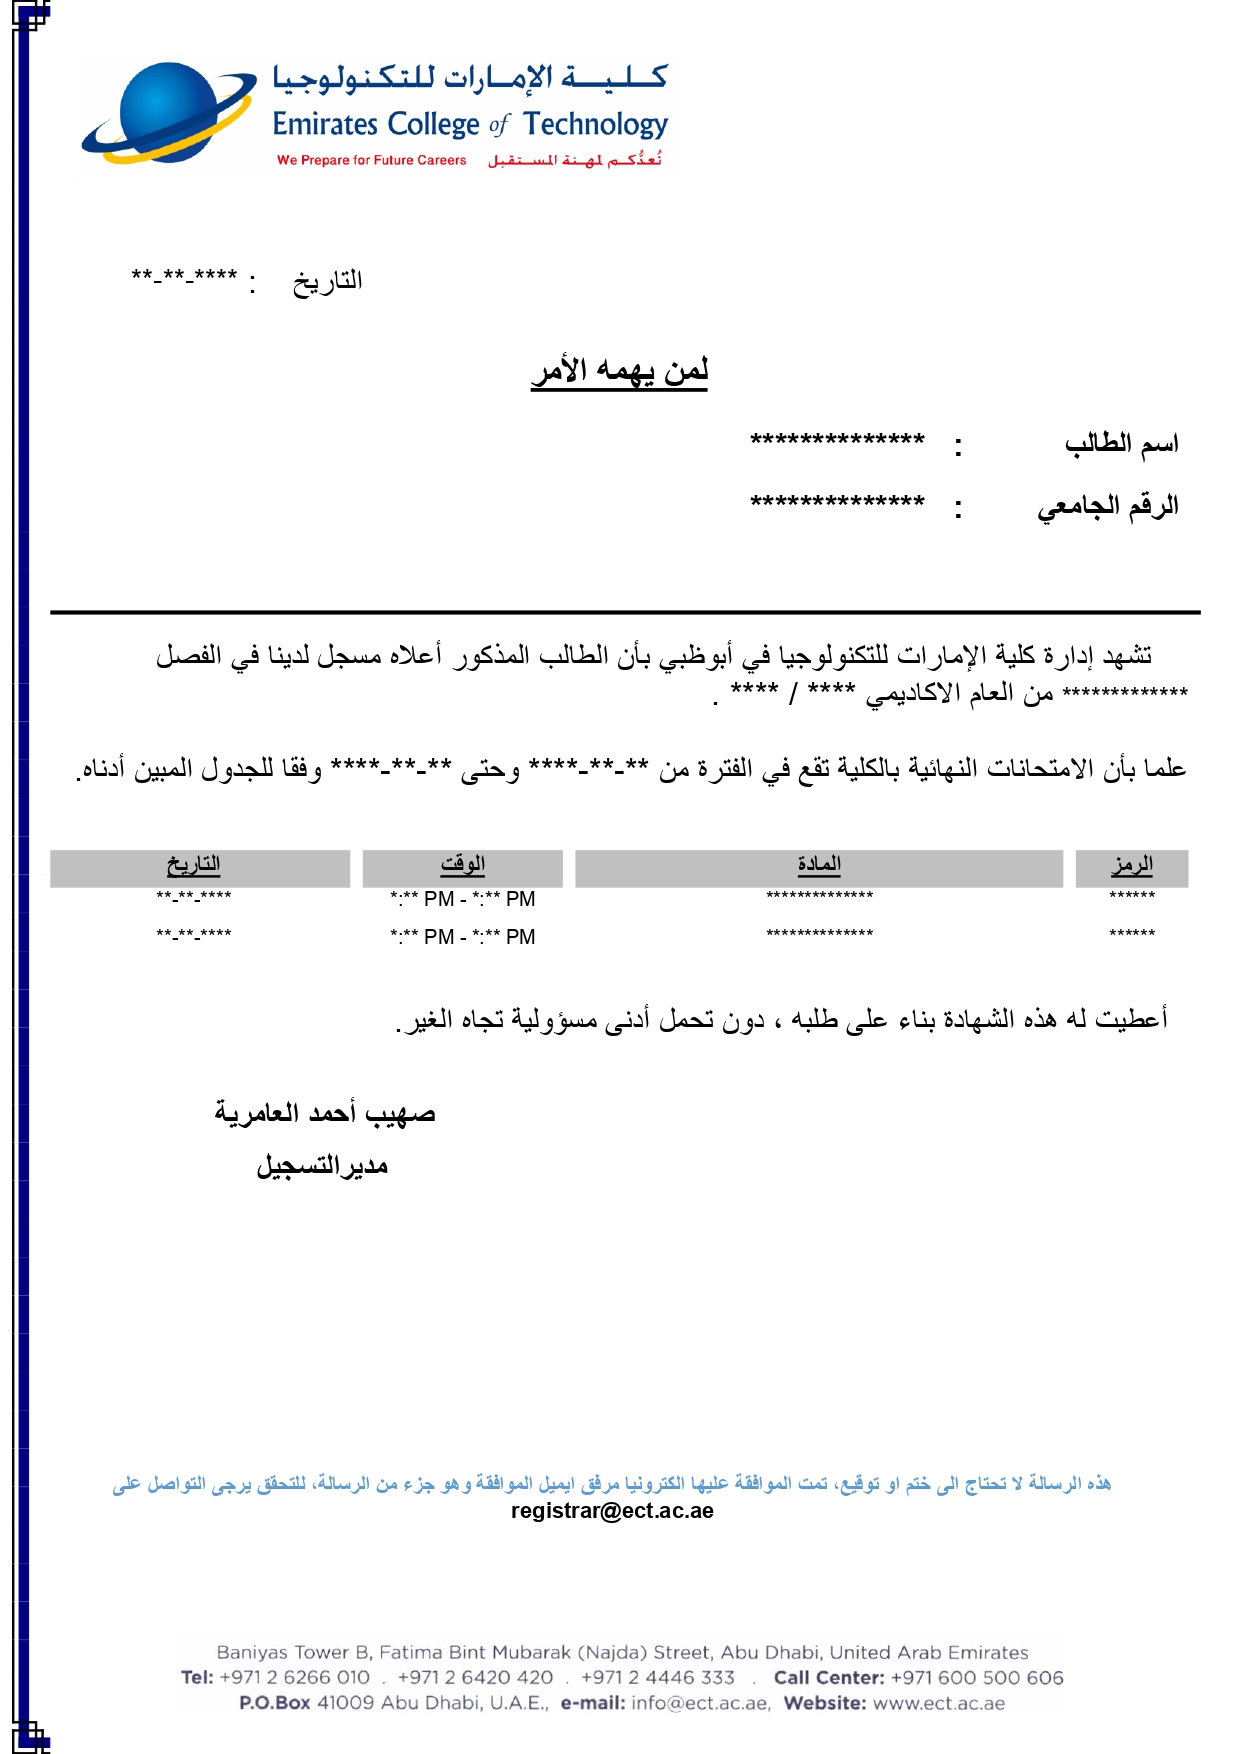 كلية الإمارات للتكنولوجيا
Emirates College of Technology
We Prepare for Future Careers نُعدُّكم لمهنة المستقبل
التاريخ : ****-**-**
لمن يهمه الأمر
اسم الطالب : **************
الرقم الجامعي : **************
تشهد إدارة كلية الإمارات للتكنولوجيا في أبوظبي بأن الطالب المذكور أعلاه مسجل لدينا في الفصل
************* من العام الاكاديمي **** / **** .
علما بأن الامتحانات النهائية بالكلية تقع في الفترة من **-**-**** وحتى **-**-**** وفقا للجدول المبين أدناه.
الرمز المادة الوقت التاريخ
****** ************** *:** PM - *:** PM **-**-****
****** ************** *:** PM - *:** PM **-**-****
أعطيت له هذه الشهادة بناء على طلبه ، دون تحمل أدنى مسؤولية تجاه الغير.
صهيب أحمد العامرية
مديرالتسجيل
هذه الرسالة لا تحتاج الى ختم او توقيع، تمت الموافقة عليها الكترونيا مرفق ايميل الموافقة وهو جزء من الرسالة، للتحقق يرجى التواصل على
registrar@ect.ac.ae
Baniyas Tower B, Fatima Bint Mubarak (Najda) Street, Abu Dhabi, United Arab Emirates
Tel: +971 2 6266 010 . +971 2 6420 420 . +971 2 4446 333 . Call Center: +971 600 500 606
P.O.Box 41009 Abu Dhabi, U.A.E., e-mail: info@ect.ac.ae, Website: www.ect.ac.ae